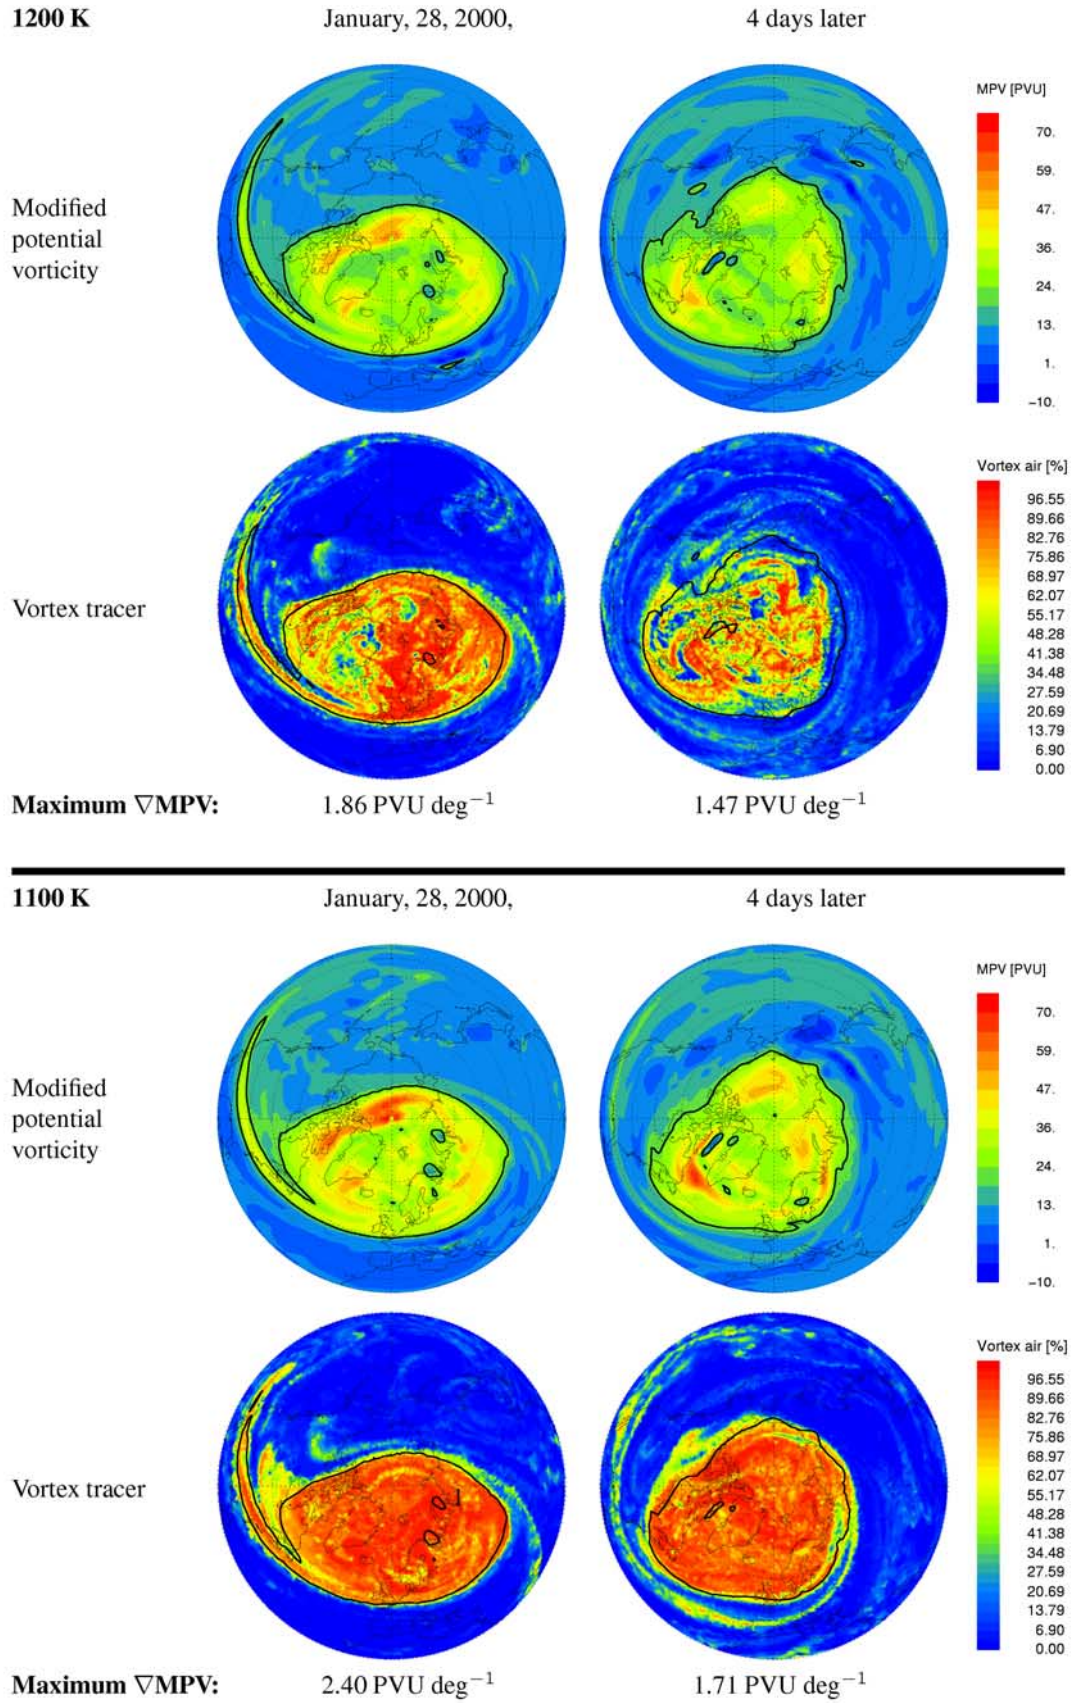 1200 K January, 28, 2000, 4 days later
MPV [PVU]
70.
59.
47.
36.
24.
13.
1.
−10.
Modified
potential
vorticity
Vortex air [%]
96.55
89.66
82.76
75.86
68.97
62.07
55.17
48.28
41.38
34.48
27.59
20.69
13.79
6.90
0.00
Vortex tracer
Maximum ∇MPV: 1.86 PVU deg⁻¹ 1.47 PVU deg⁻¹
1100 K January, 28, 2000, 4 days later
MPV [PVU]
70.
59.
47.
36.
24.
13.
1.
−10.
Modified
potential
vorticity
Vortex air [%]
96.55
89.66
82.76
75.86
68.97
62.07
55.17
48.28
41.38
34.48
27.59
20.69
13.79
6.90
0.00
Vortex tracer
Maximum ∇MPV: 2.40 PVU deg⁻¹ 1.71 PVU deg⁻¹